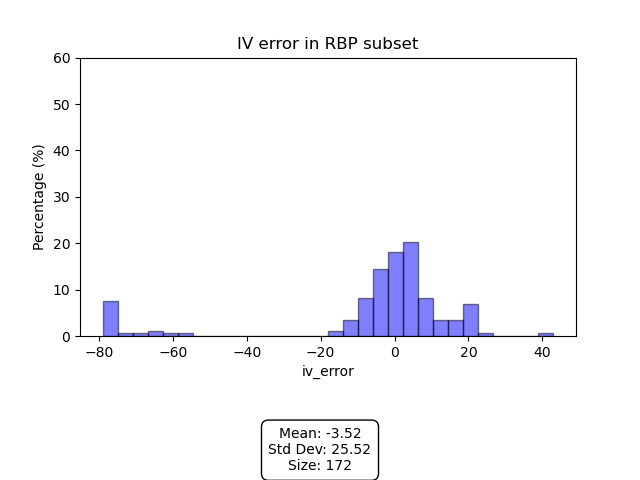 IV error in RBP subset
60
50
40
30
20
10
0
Percentage (%)
−80
−60
−40
−20
0
20
40
iv_error
Mean: -3.52
Std Dev: 25.52
Size: 172